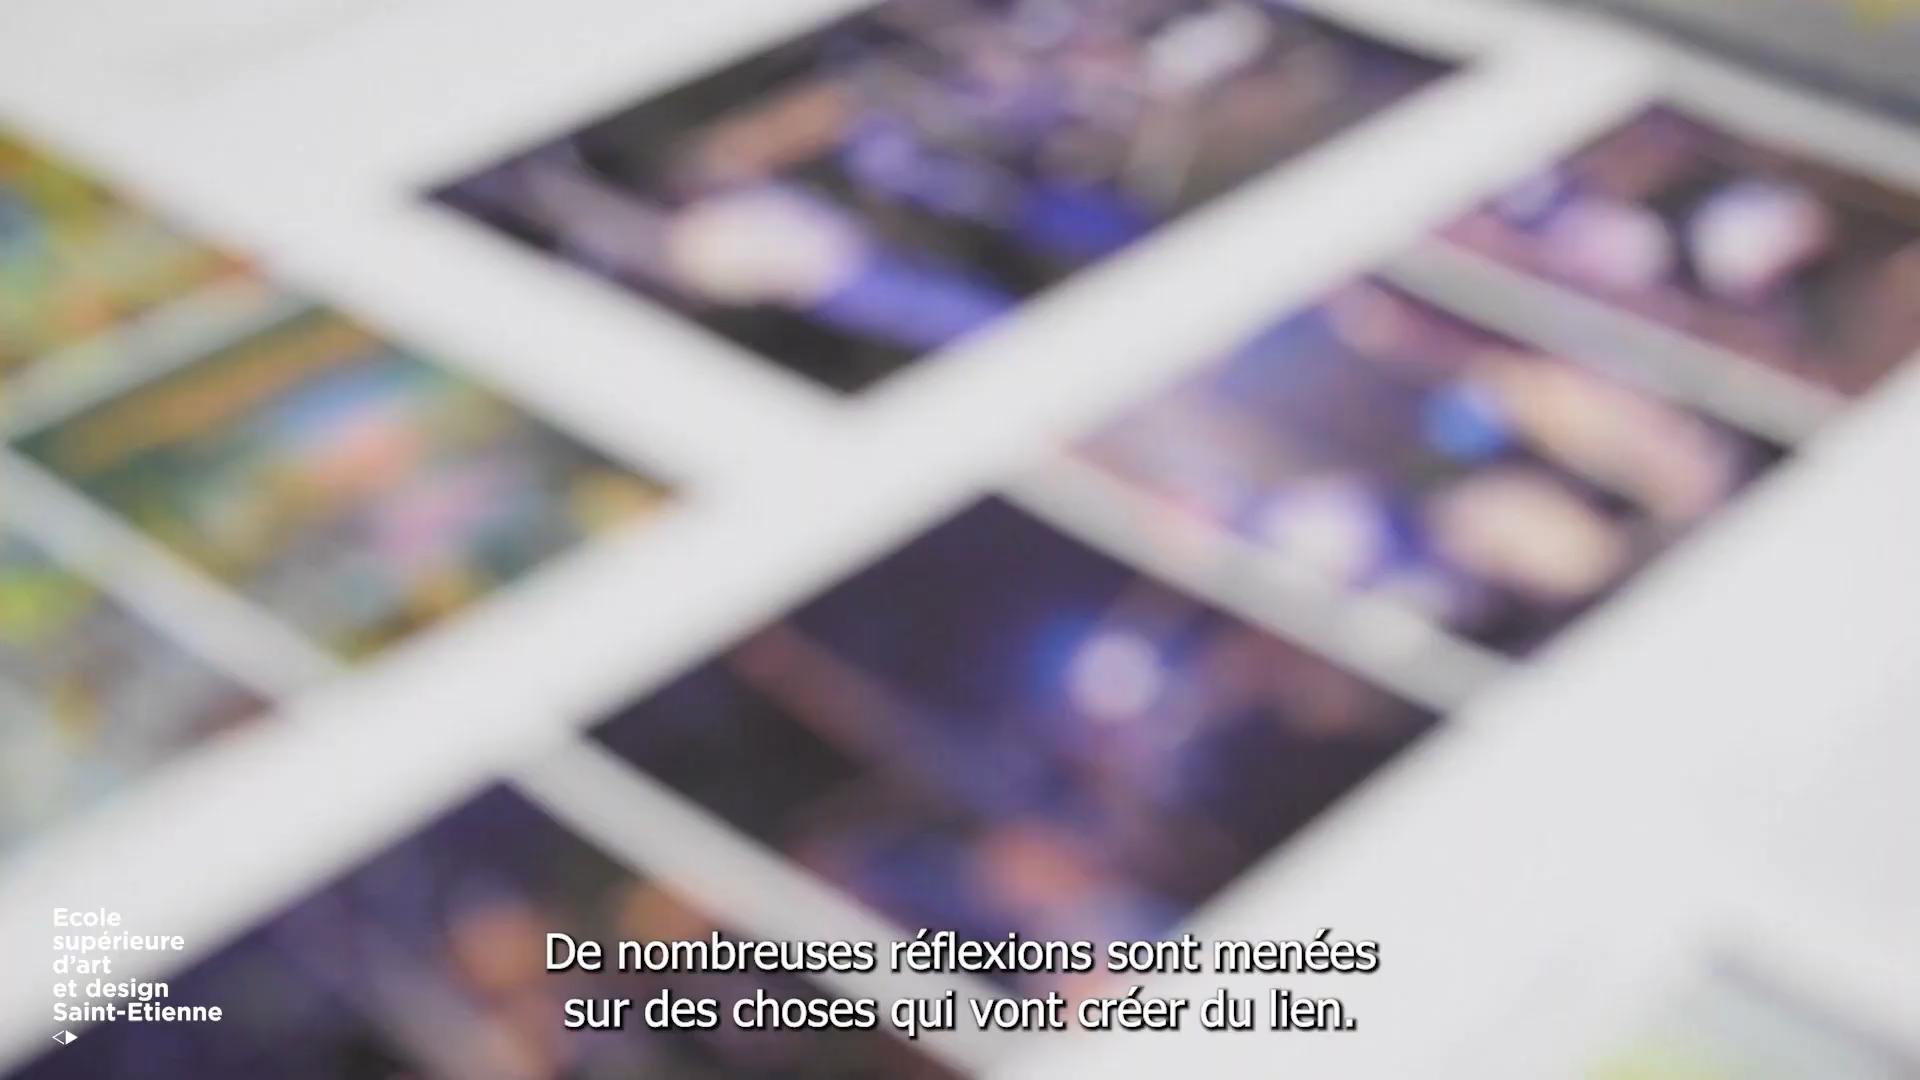 Ecole
supérieure
d'art
et design
Saint-Etienne
De nombreuses réflexions sont menées
sur des choses qui vont créer du lien.